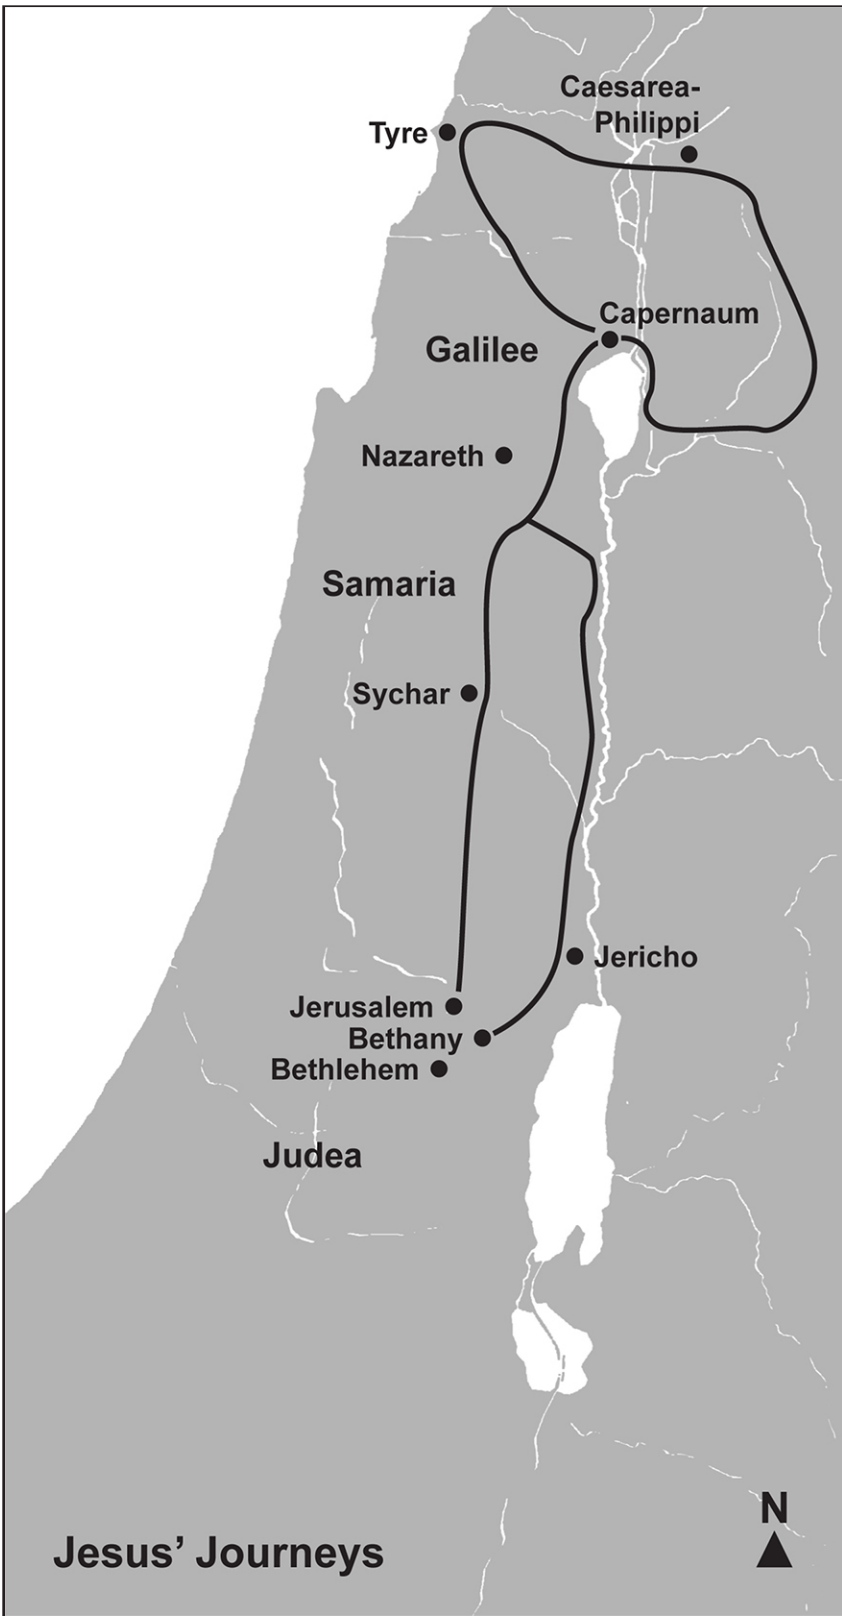 Caesarea-
Philippi
Tyre
Capernaum
Galilee
Nazareth
Samaria
Sychar
Jericho
Jerusalem
Bethany
Bethlehem
Judea
N
Jesus’ Journeys